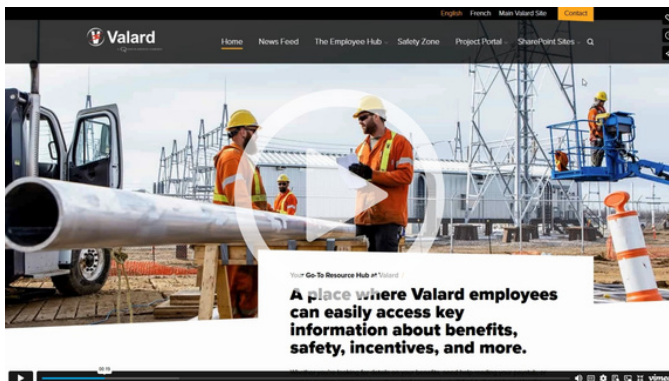 English French Main Valard Site Contact
Valard
Home News Feed The Employee Hub Safety Zone Project Portal SharePoint Sites
Your Go-To Resource Hub at Valard
A place where Valard employees
can easily access key
information about benefits,
safety, incentives, and more.
00:19
vimeo